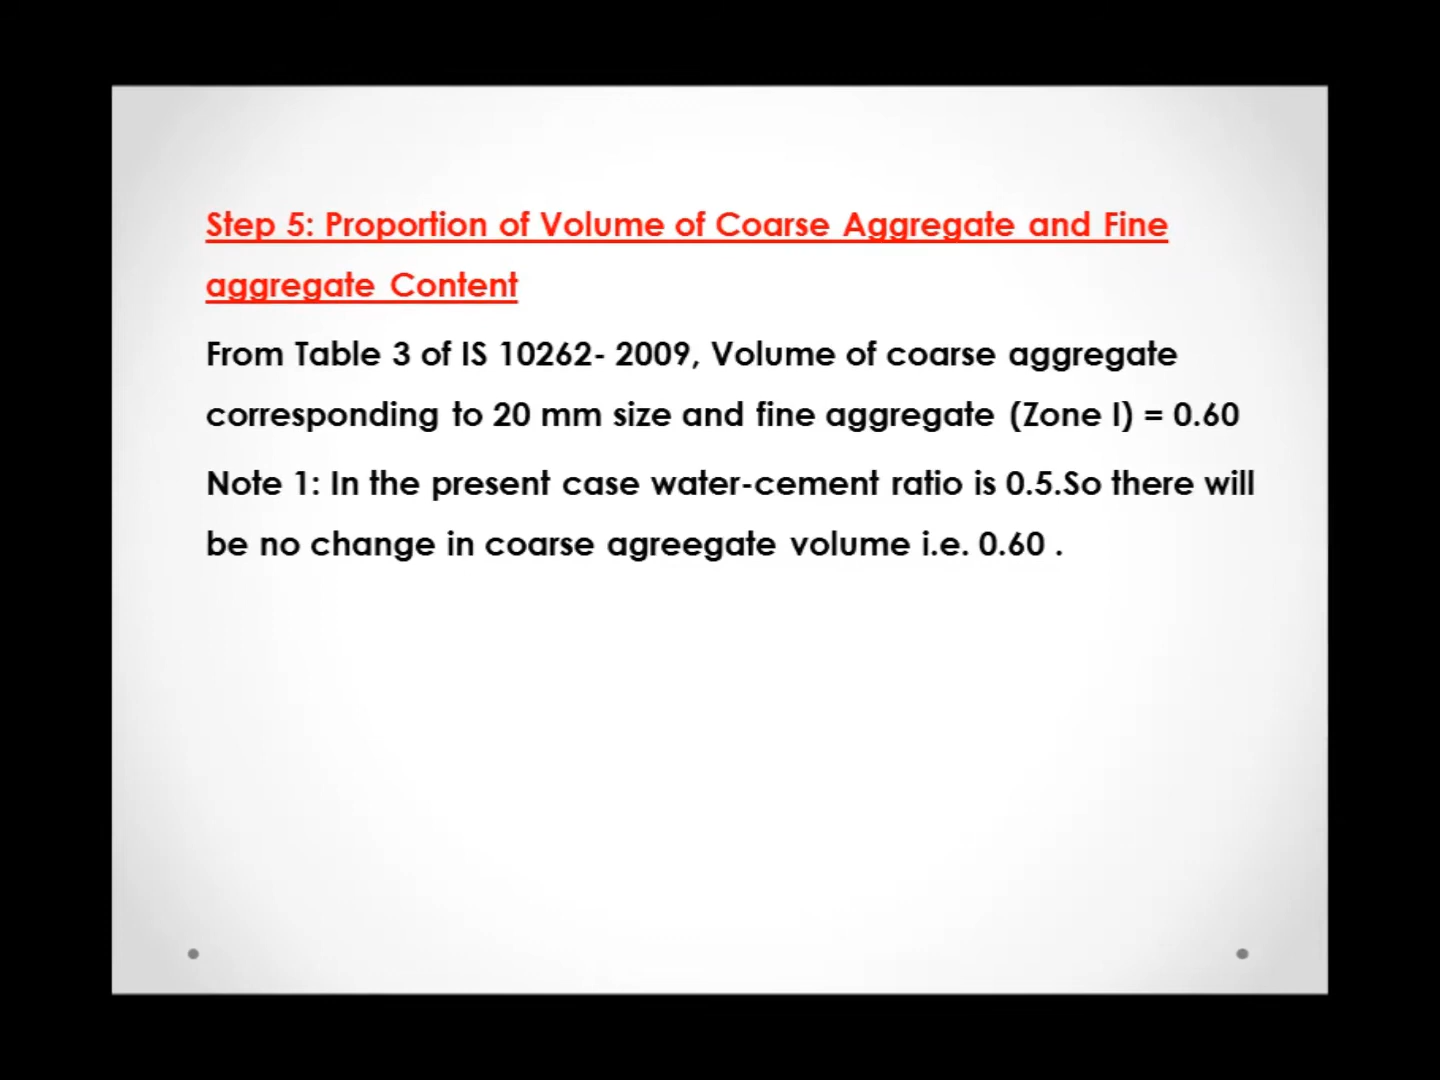 Step 5: Proportion of Volume of Coarse Aggregate and Fine
aggregate Content
From Table 3 of IS 10262- 2009, Volume of coarse aggregate
corresponding to 20 mm size and fine aggregate (Zone I) = 0.60
Note 1: In the present case water-cement ratio is 0.5.So there will
be no change in coarse agreegate volume i.e. 0.60 .